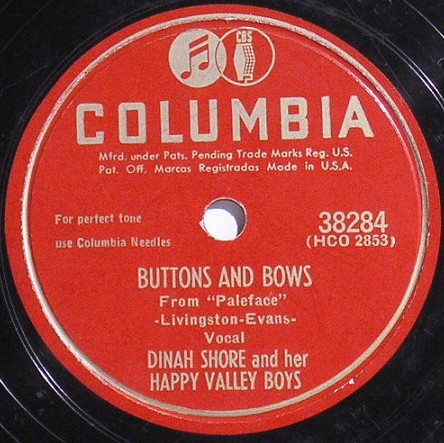 CBS
COLUMBIA
Mfrd. under Pats. Pending Trade Marks Reg. U.S.
Pat. Off. Marcas Registradas Made in U.S.A.
For perfect tone
use Columbia Needles
38284
(HCO 2853)
BUTTONS AND BOWS
From "Paleface"
-Livingston-Evans-
Vocal
DINAH SHORE and her
HAPPY VALLEY BOYS